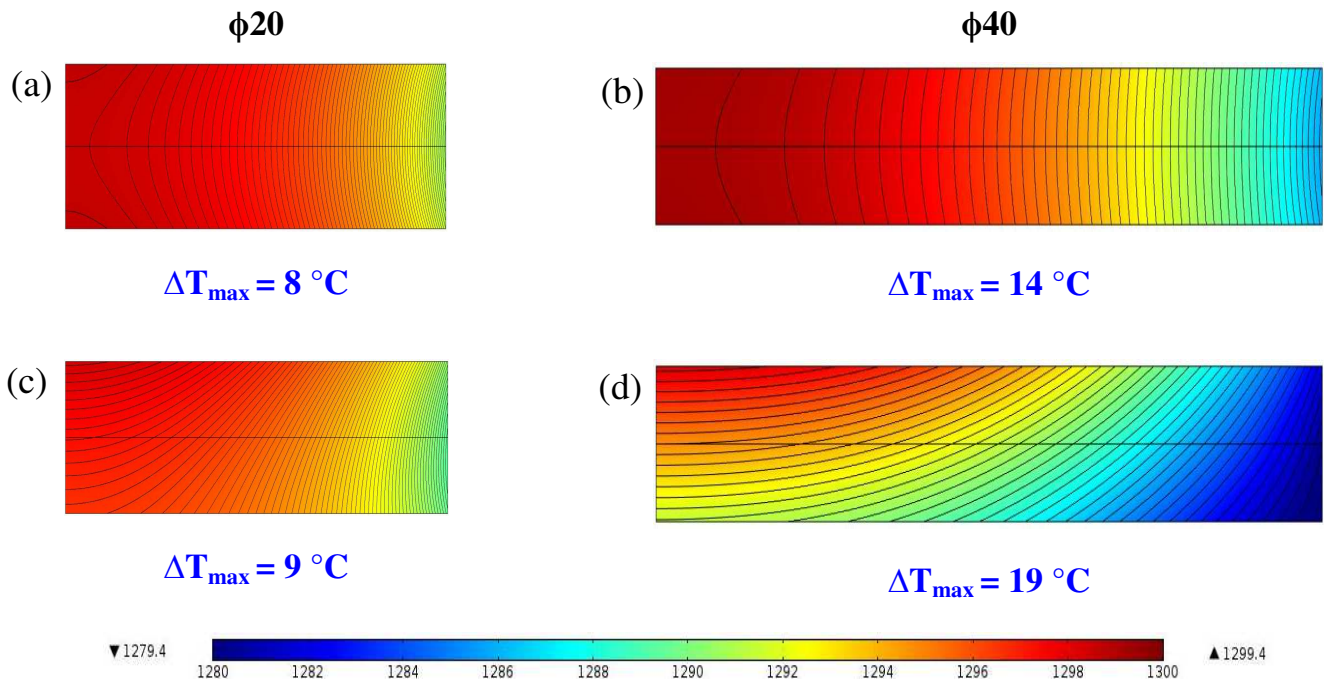 ϕ20 ϕ40
(a) (b)
ΔTmax = 8 °C ΔTmax = 14 °C
(c) (d)
ΔTmax = 9 °C ΔTmax = 19 °C
▼ 1279.4 ▲ 1299.4
1280 1282 1284 1286 1288 1290 1292 1294 1296 1298 1300